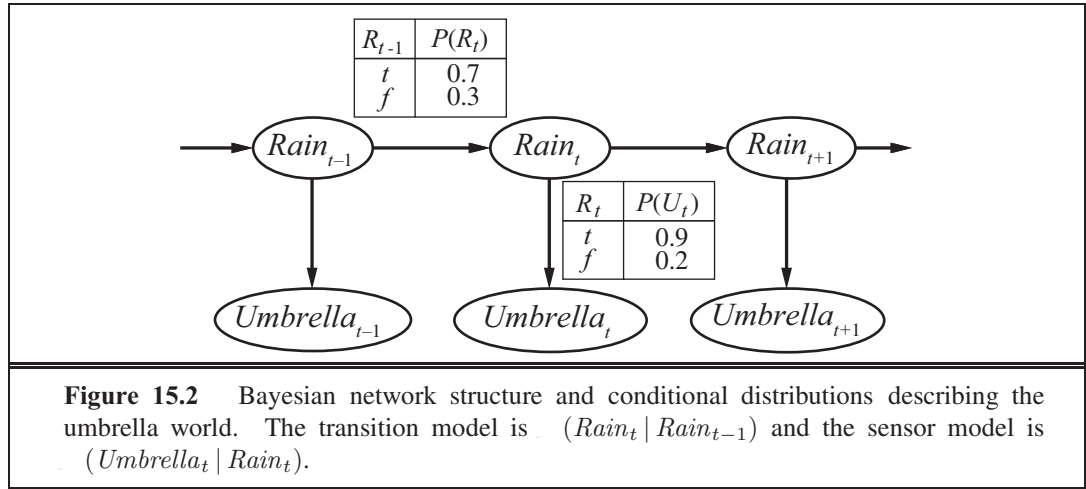 R_{t-1} P(R_t)
t 0.7
f 0.3
Rain_{t–1} Rain_t Rain_{t+1}
R_t P(U_t)
t 0.9
f 0.2
Umbrella_{t–1} Umbrella_t Umbrella_{t+1}
Figure 15.2 Bayesian network structure and conditional distributions describing the
umbrella world. The transition model is (Rain_t | Rain_{t−1}) and the sensor model is
(Umbrella_t | Rain_t).